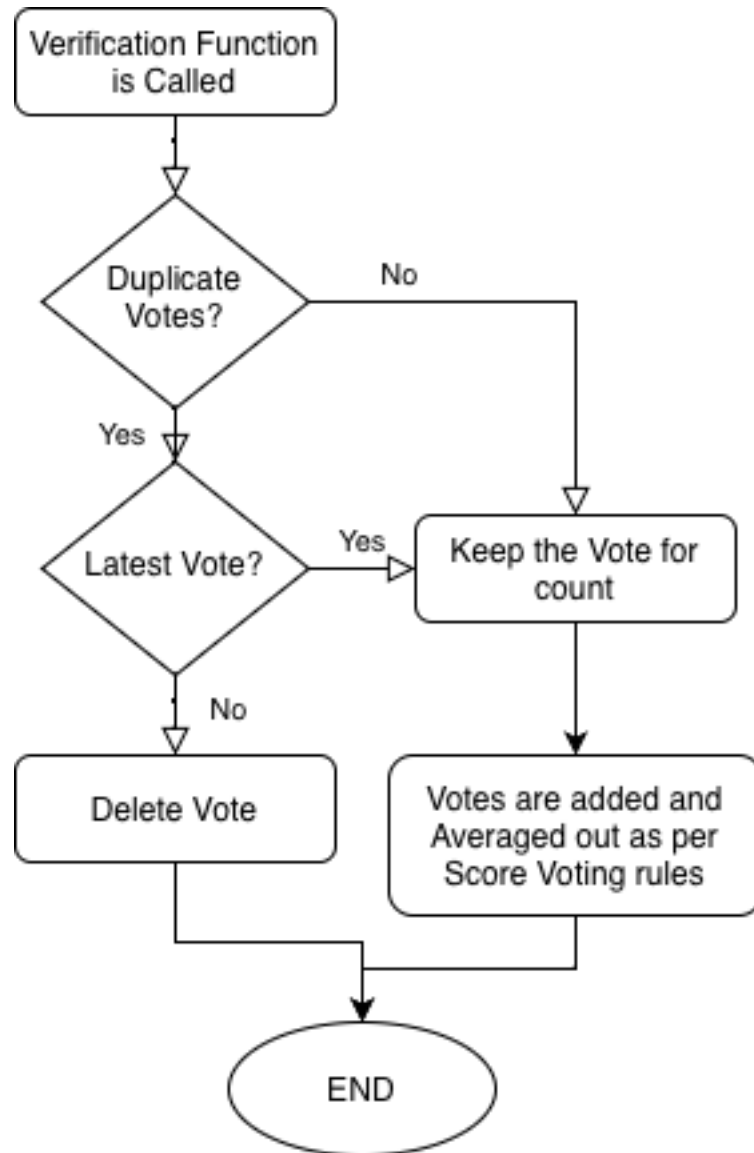 Verification Function
is Called
Duplicate
Votes?
No
Yes
Latest Vote?
Yes
Keep the Vote for
count
No
Delete Vote
Votes are added and
Averaged out as per
Score Voting rules
END